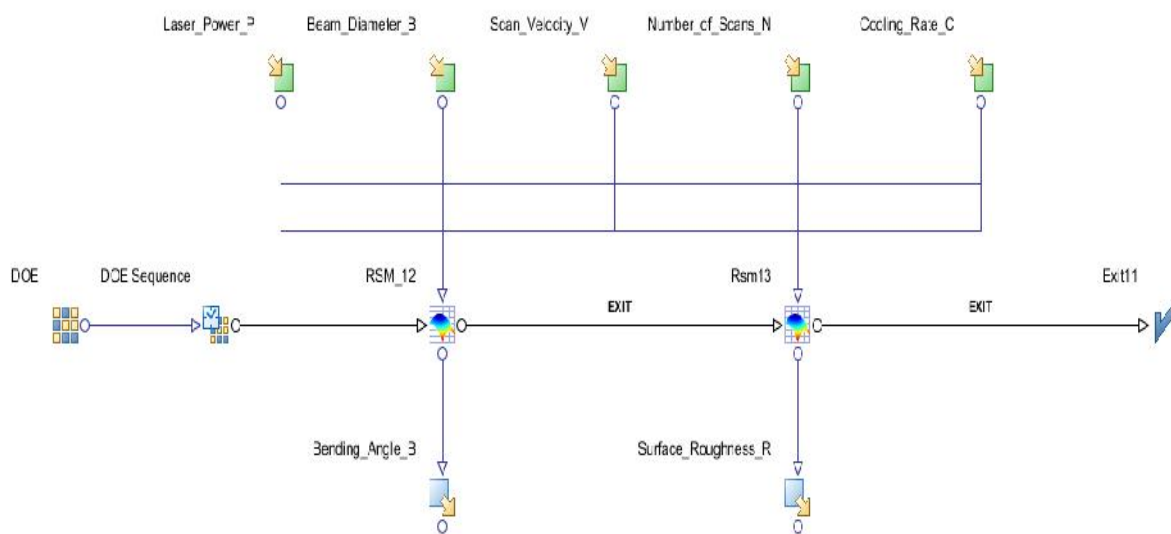 Laser_Power_P
Beam_Diameter_B
Scan_Velocity_V
Number_of_Scans_N
Cooling_Rate_C
DOE
DOE Sequence
RSM_12
EXIT
Rsm13
EXIT
Exit11
Bending_Angle_B
Surface_Roughness_R